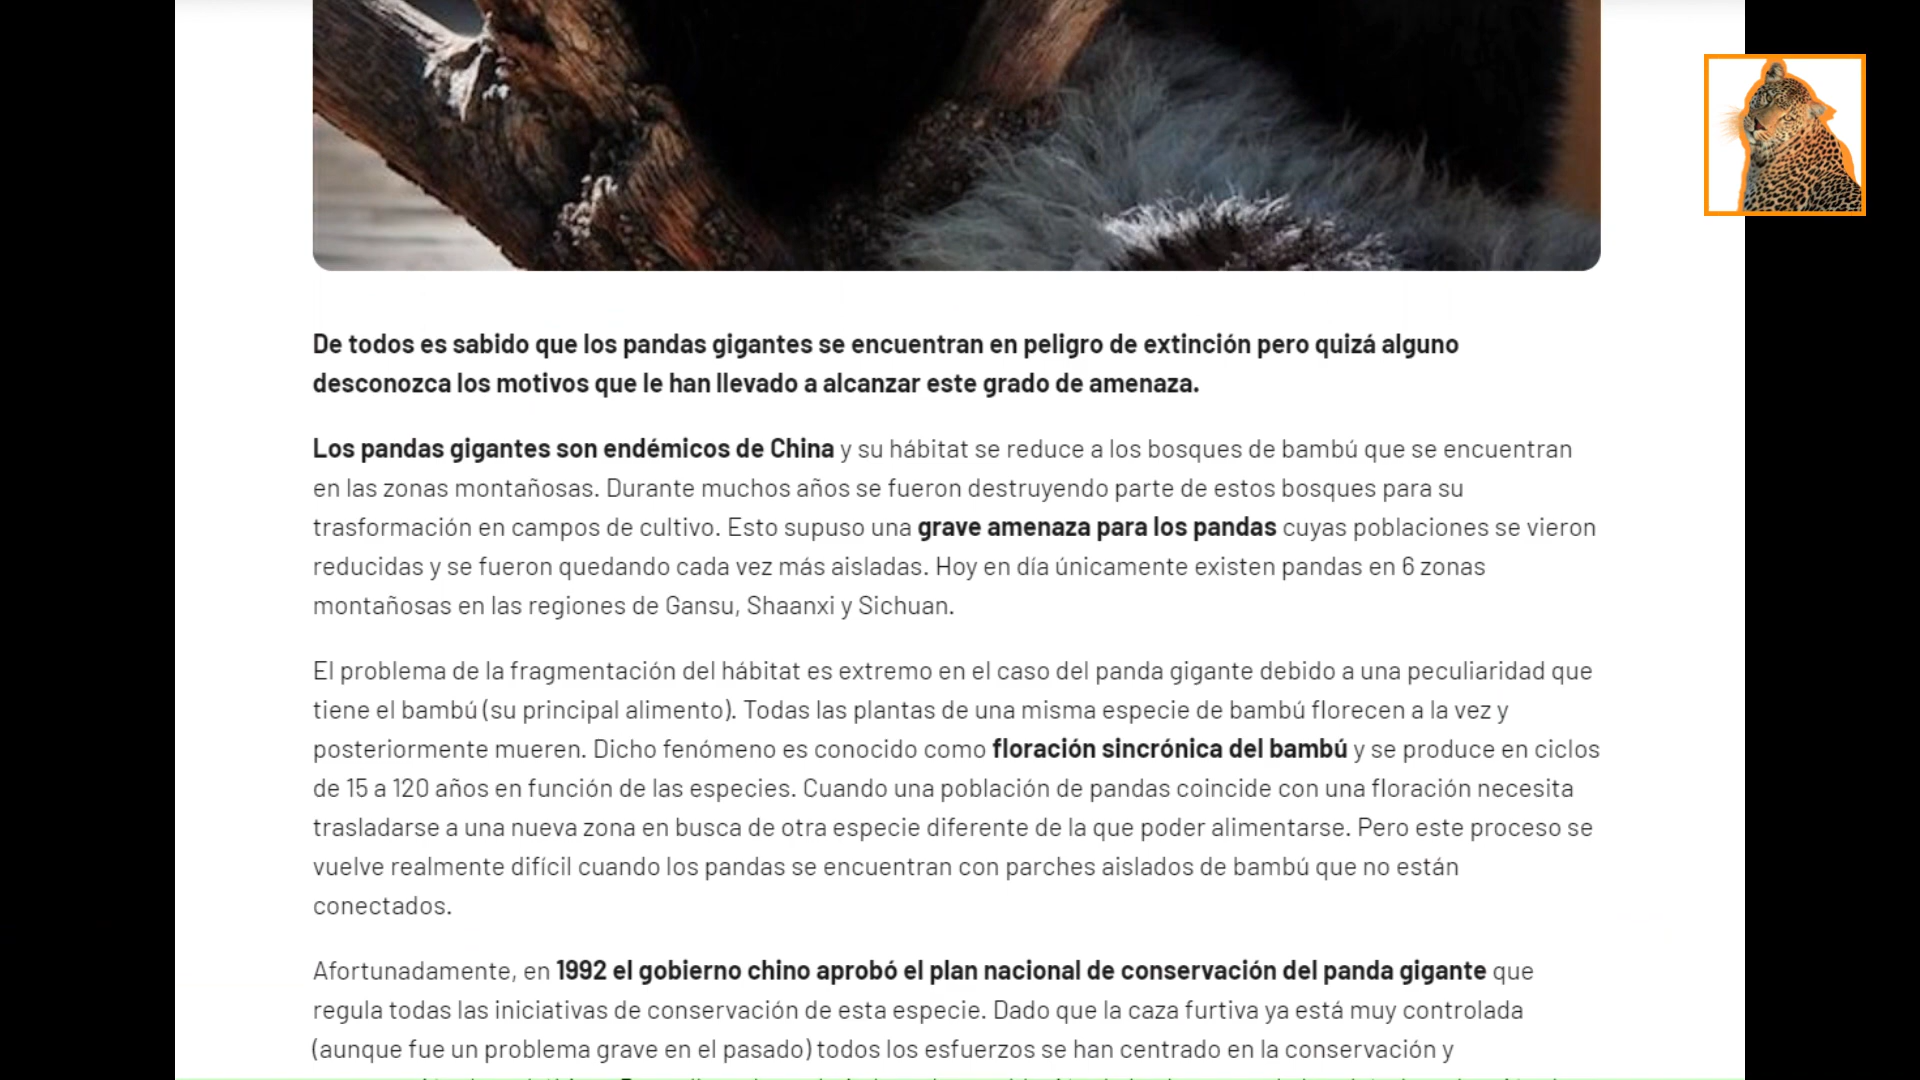 De todos es sabido que los pandas gigantes se encuentran en peligro de extinción pero quizá alguno
desconozca los motivos que le han llevado a alcanzar este grado de amenaza.
Los pandas gigantes son endémicos de China y su hábitat se reduce a los bosques de bambú que se encuentran
en las zonas montañosas. Durante muchos años se fueron destruyendo parte de estos bosques para su
trasformación en campos de cultivo. Esto supuso una grave amenaza para los pandas cuyas poblaciones se vieron
reducidas y se fueron quedando cada vez más aisladas. Hoy en día únicamente existen pandas en 6 zonas
montañosas en las regiones de Gansu, Shaanxi y Sichuan.
El problema de la fragmentación del hábitat es extremo en el caso del panda gigante debido a una peculiaridad que
tiene el bambú (su principal alimento). Todas las plantas de una misma especie de bambú florecen a la vez y
posteriormente mueren. Dicho fenómeno es conocido como floración sincrónica del bambú y se produce en ciclos
de 15 a 120 años en función de las especies. Cuando una población de pandas coincide con una floración necesita
trasladarse a una nueva zona en busca de otra especie diferente de la que poder alimentarse. Pero este proceso se
vuelve realmente difícil cuando los pandas se encuentran con parches aislados de bambú que no están
conectados.
Afortunadamente, en 1992 el gobierno chino aprobó el plan nacional de conservación del panda gigante que
regula todas las iniciativas de conservación de esta especie. Dado que la caza furtiva ya está muy controlada
(aunque fue un problema grave en el pasado) todos los esfuerzos se han centrado en la conservación y